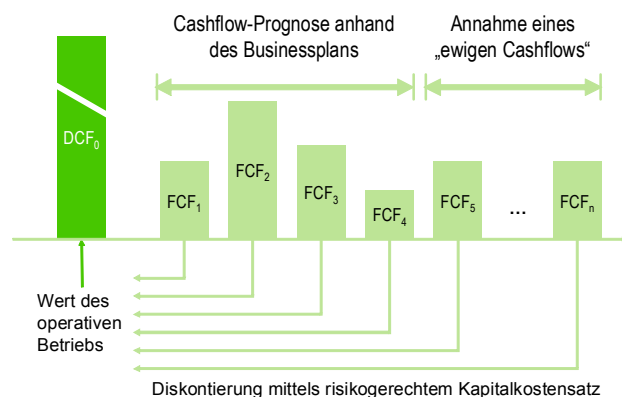 Cashflow-Prognose anhand
des Businessplans
Annahme eines
„ewigen Cashflows“
DCF₀
FCF₁
FCF₂
FCF₃
FCF₄
FCF₅
...
FCFₙ
Wert des
operativen
Betriebs
Diskontierung mittels risikogerechtem Kapitalkostensatz